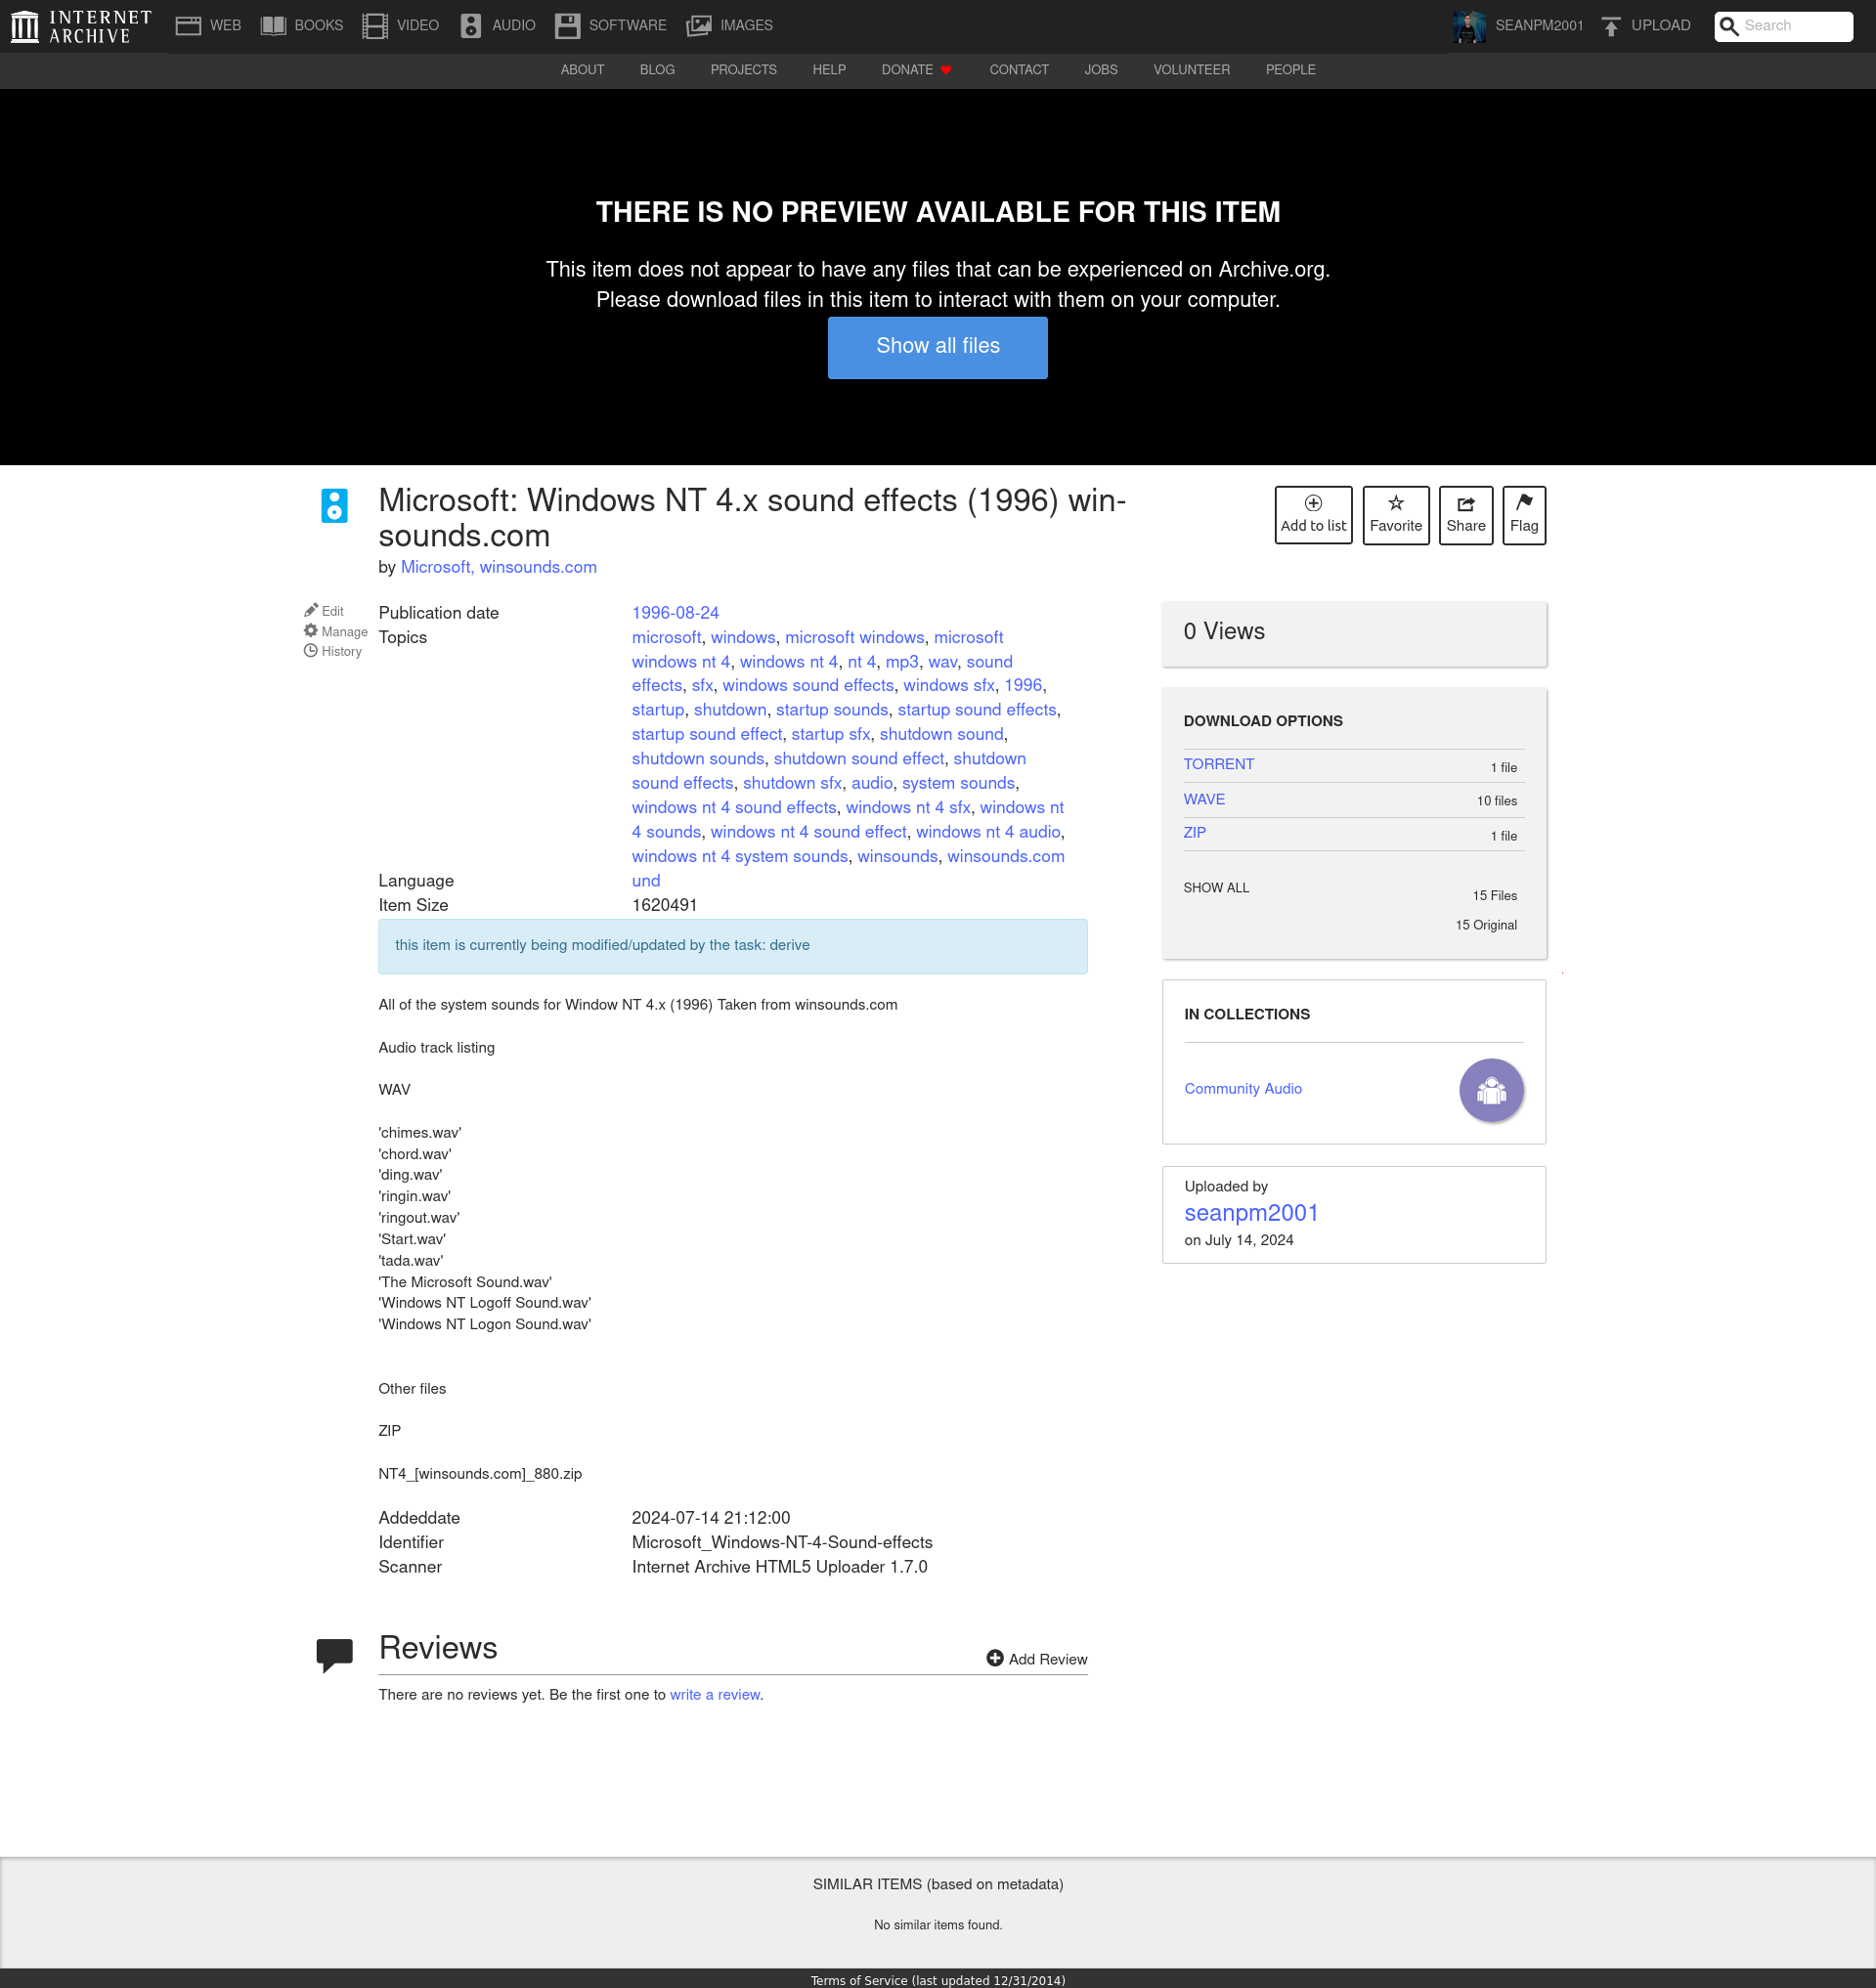 INTERNET ARCHIVE
WEB BOOKS VIDEO AUDIO SOFTWARE IMAGES SEANPM2001 UPLOAD Search
ABOUT BLOG PROJECTS HELP DONATE CONTACT JOBS VOLUNTEER PEOPLE
THERE IS NO PREVIEW AVAILABLE FOR THIS ITEM
This item does not appear to have any files that can be experienced on Archive.org.
Please download files in this item to interact with them on your computer.
Show all files
Microsoft: Windows NT 4.x sound effects (1996) win-
sounds.com
by Microsoft, winsounds.com
Add to list Favorite Share Flag
Edit
Manage
History
Publication date 1996-08-24
Topics microsoft, windows, microsoft windows, microsoft
windows nt 4, windows nt 4, nt 4, mp3, wav, sound
effects, sfx, windows sound effects, windows sfx, 1996,
startup, shutdown, startup sounds, startup sound effects,
startup sound effect, startup sfx, shutdown sound,
shutdown sounds, shutdown sound effect, shutdown
sound effects, shutdown sfx, audio, system sounds,
windows nt 4 sound effects, windows nt 4 sfx, windows nt
4 sounds, windows nt 4 sound effect, windows nt 4 audio,
windows nt 4 system sounds, winsounds, winsounds.com
Language und
Item Size 1620491
this item is currently being modified/updated by the task: derive
All of the system sounds for Window NT 4.x (1996) Taken from winsounds.com
Audio track listing
WAV
'chimes.wav'
'chord.wav'
'ding.wav'
'ringin.wav'
'ringout.wav'
'Start.wav'
'tada.wav'
'The Microsoft Sound.wav'
'Windows NT Logoff Sound.wav'
'Windows NT Logon Sound.wav'
Other files
ZIP
NT4_[winsounds.com]_880.zip
Addeddate 2024-07-14 21:12:00
Identifier Microsoft_Windows-NT-4-Sound-effects
Scanner Internet Archive HTML5 Uploader 1.7.0
0 Views
DOWNLOAD OPTIONS
TORRENT 1 file
WAVE 10 files
ZIP 1 file
SHOW ALL 15 Files
15 Original
IN COLLECTIONS
Community Audio
Uploaded by
seanpm2001
on July 14, 2024
Reviews
Add Review
There are no reviews yet. Be the first one to write a review.
SIMILAR ITEMS (based on metadata)
No similar items found.
Terms of Service (last updated 12/31/2014)